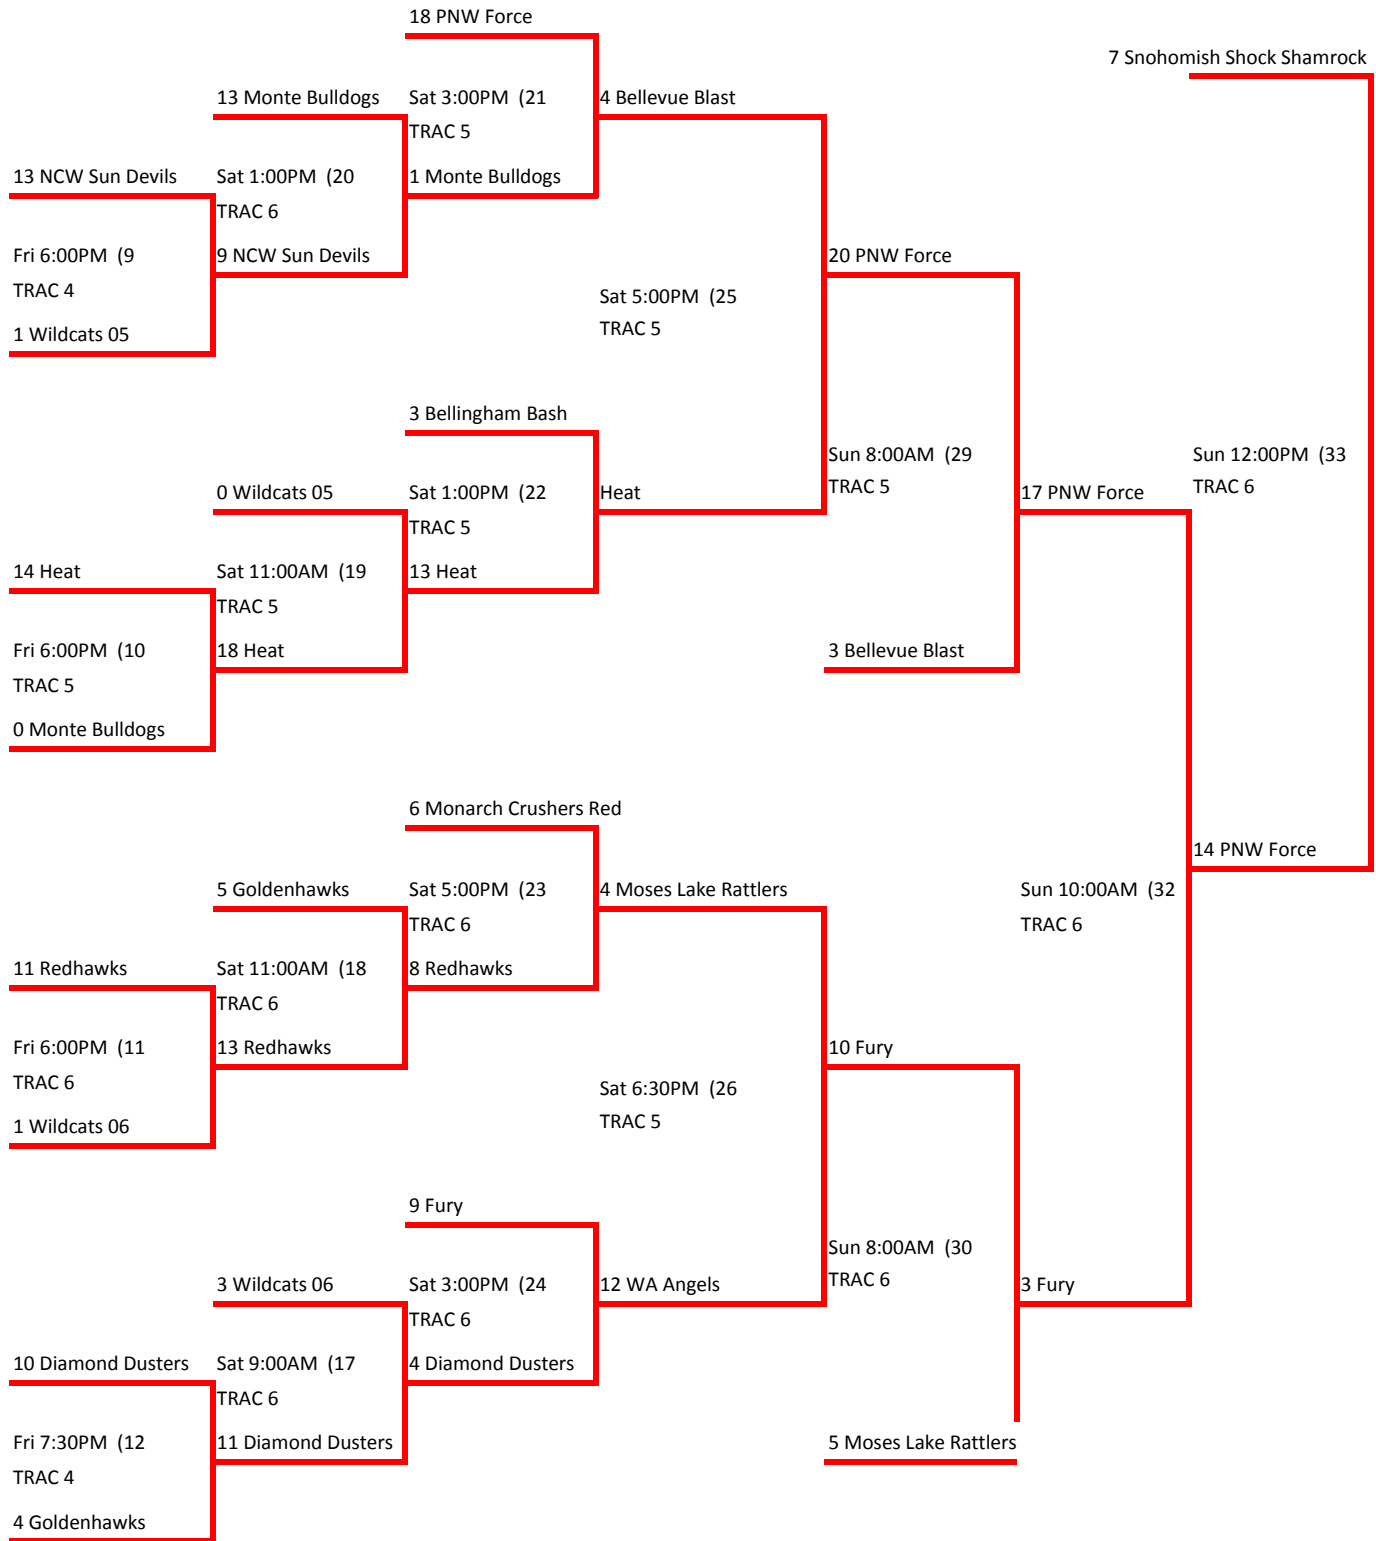 18 PNW Force
7 Snohomish Shock Shamrock
13 Monte Bulldogs
Sat 3:00PM (21
TRAC 5
4 Bellevue Blast
13 NCW Sun Devils
Sat 1:00PM (20
TRAC 6
1 Monte Bulldogs
Fri 6:00PM (9
TRAC 4
9 NCW Sun Devils
20 PNW Force
Sat 5:00PM (25
TRAC 5
1 Wildcats 05
3 Bellingham Bash
Sun 8:00AM (29
TRAC 5
Sun 12:00PM (33
TRAC 6
0 Wildcats 05
Sat 1:00PM (22
TRAC 5
Heat
17 PNW Force
14 Heat
Sat 11:00AM (19
TRAC 5
13 Heat
Fri 6:00PM (10
TRAC 5
18 Heat
3 Bellevue Blast
0 Monte Bulldogs
6 Monarch Crushers Red
14 PNW Force
5 Goldenhawks
Sat 5:00PM (23
TRAC 6
4 Moses Lake Rattlers
Sun 10:00AM (32
TRAC 6
11 Redhawks
Sat 11:00AM (18
TRAC 6
8 Redhawks
Fri 6:00PM (11
TRAC 6
13 Redhawks
10 Fury
Sat 6:30PM (26
TRAC 5
1 Wildcats 06
9 Fury
Sun 8:00AM (30
TRAC 6
3 Wildcats 06
Sat 3:00PM (24
TRAC 6
12 WA Angels
3 Fury
10 Diamond Dusters
Sat 9:00AM (17
TRAC 6
4 Diamond Dusters
Fri 7:30PM (12
TRAC 4
11 Diamond Dusters
5 Moses Lake Rattlers
4 Goldenhawks